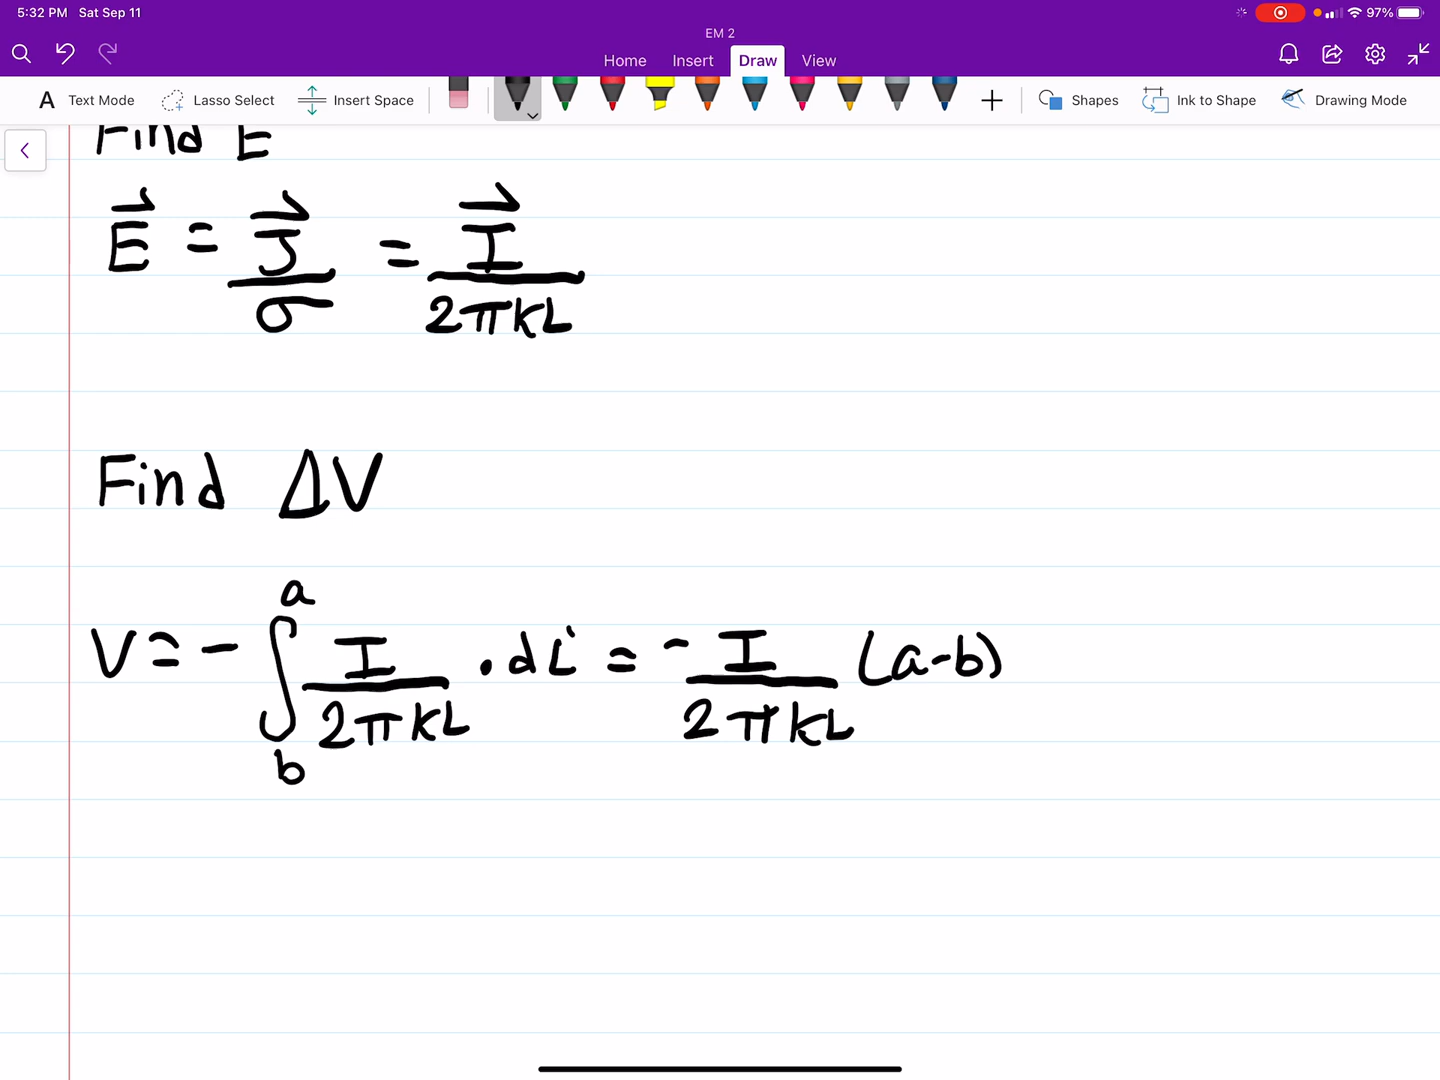 5:32 PM Sat Sep 11
97%
EM 2
Home Insert Draw View
A Text Mode Lasso Select Insert Space Shapes Ink to Shape Drawing Mode
Find E
E⃗ = J⃗/σ = I⃗/2πKL
Find ΔV
V = - ∫_b^a I/2πKL · dL = - I/2πKL (a-b)